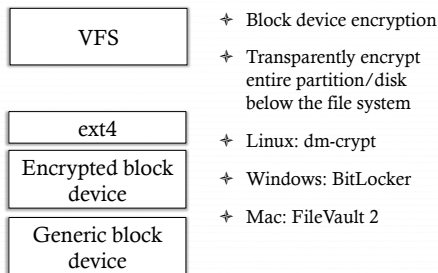 VFS
ext4
Encrypted block
device
Generic block
device
Block device encryption
Transparently encrypt
entire partition/disk
below the file system
Linux: dm-crypt
Windows: BitLocker
Mac: FileVault 2